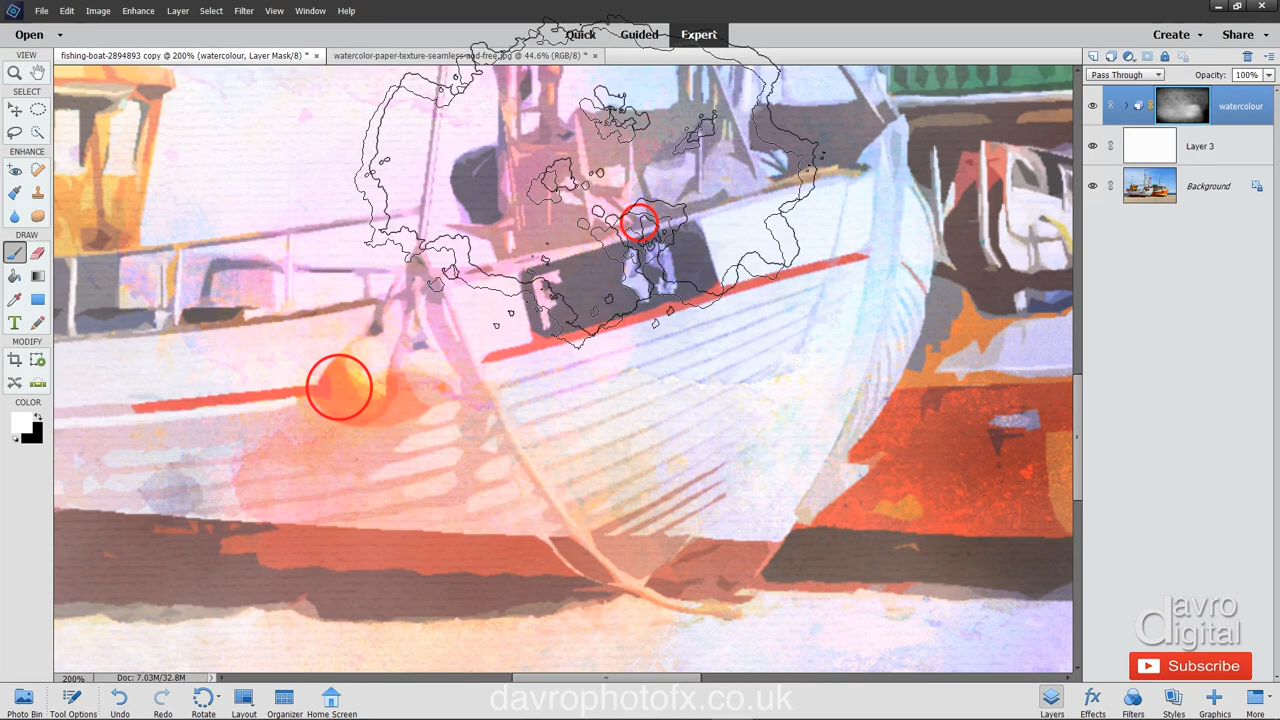 File Edit Image Layer Select Filter View Window Help
Open Quick Guided Expert Create Share
VIEW fishing-boat-2894893 copy @ 200% (watercolour, Layer Mask/8) * × watercolor-paper-texture-seamless-and-free.jpg @ 44.6% (RGB/8) * ×
Pass Through Opacity: 100%
SELECT
watercolour
ENHANCE
Layer 3
Background
DRAW
T
MODIFY
COLOR
davro
digital
Subscribe
200% Doc: 7.03M/32.8M
davrophotofx.co.uk
Photo Bin Tool Options Undo Redo Rotate Layout Organizer Home Screen Layers Effects Filters Styles Graphics More